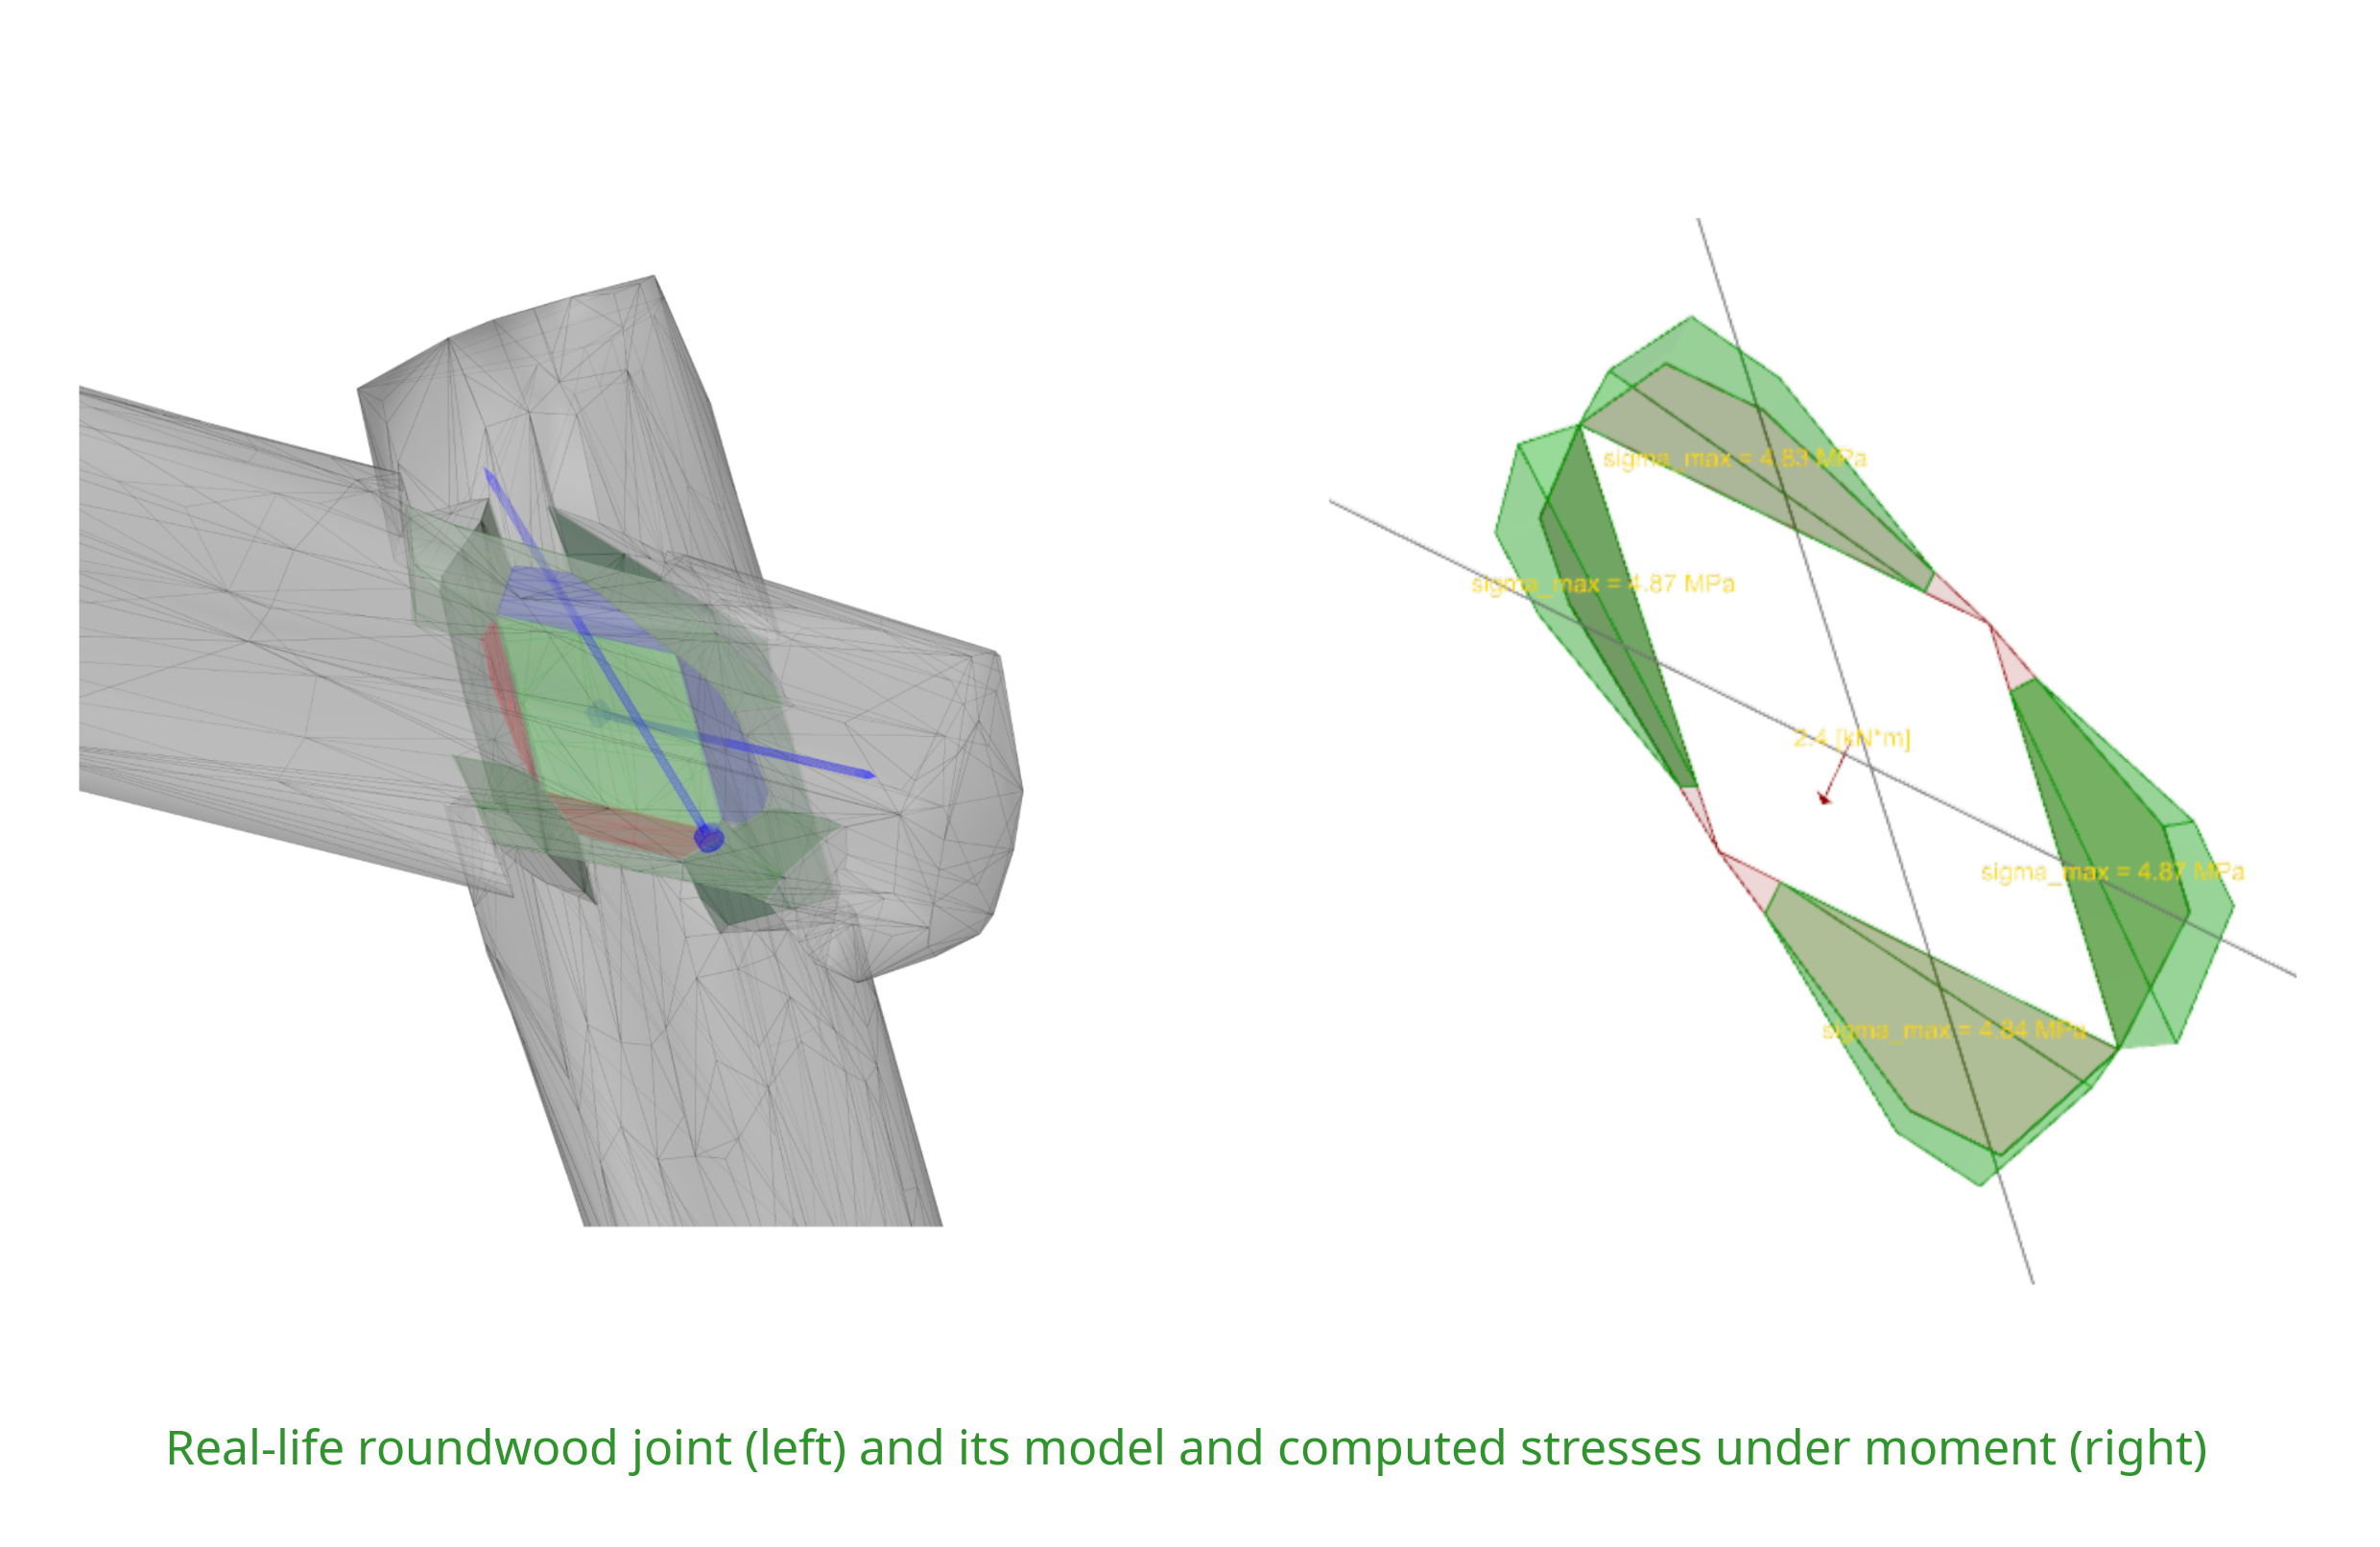 sigma_max = 4.83 MPa
sigma_max = 4.87 MPa
2.4 [kN*m]
sigma_max = 4.87 MPa
sigma_max = 4.84 MPa
Real-life roundwood joint (left) and its model and computed stresses under moment (right)